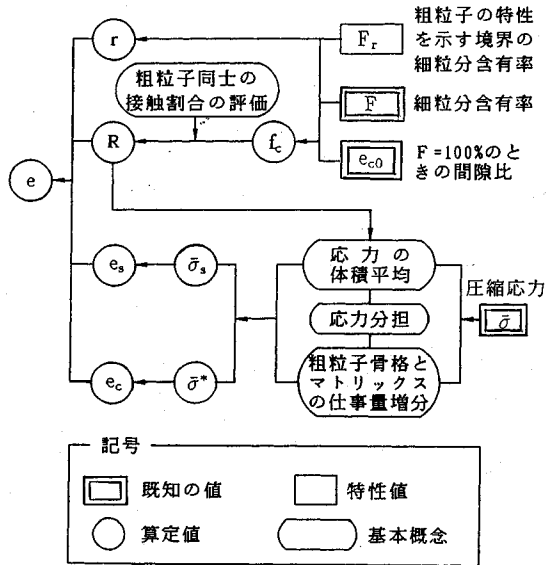 r
F_r
粗粒子の特性
を示す境界の
細粒分含有率
粗粒子同士の
接触割合の評価
F
細粒分含有率
R
f_c
e_{c0}
F=100%のと
きの間隙比
e
応力の
体積平均
e_s
σ̄_s
圧縮応力
応力分担
σ̄
粗粒子骨格と
マトリックス
の仕事量増分
e_c
σ̄*
記号
既知の値
特性値
算定値
基本概念